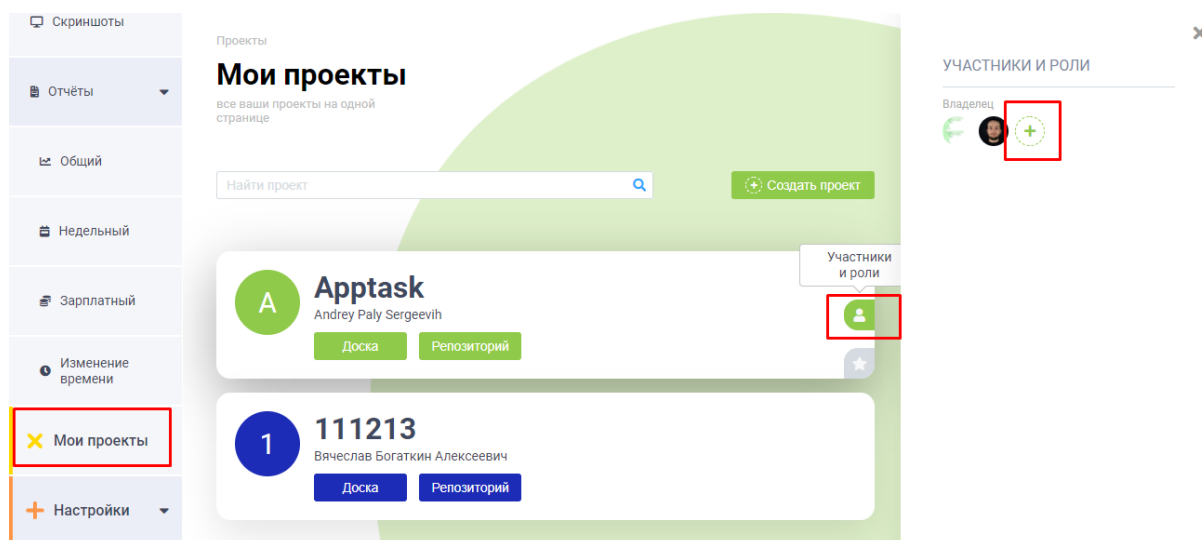 Скриншоты
Отчёты
Общий
Недельный
Зарплатный
Изменение
времени
Мои проекты
Настройки
Проекты
Мои проекты
все ваши проекты на одной
странице
Найти проект
Создать проект
Участники
и роли
A
Apptask
Andrey Paly Sergeevih
Доска
Репозиторий
1
111213
Вячеслав Богаткин Алексеевич
Доска
Репозиторий
УЧАСТНИКИ И РОЛИ
Владелец